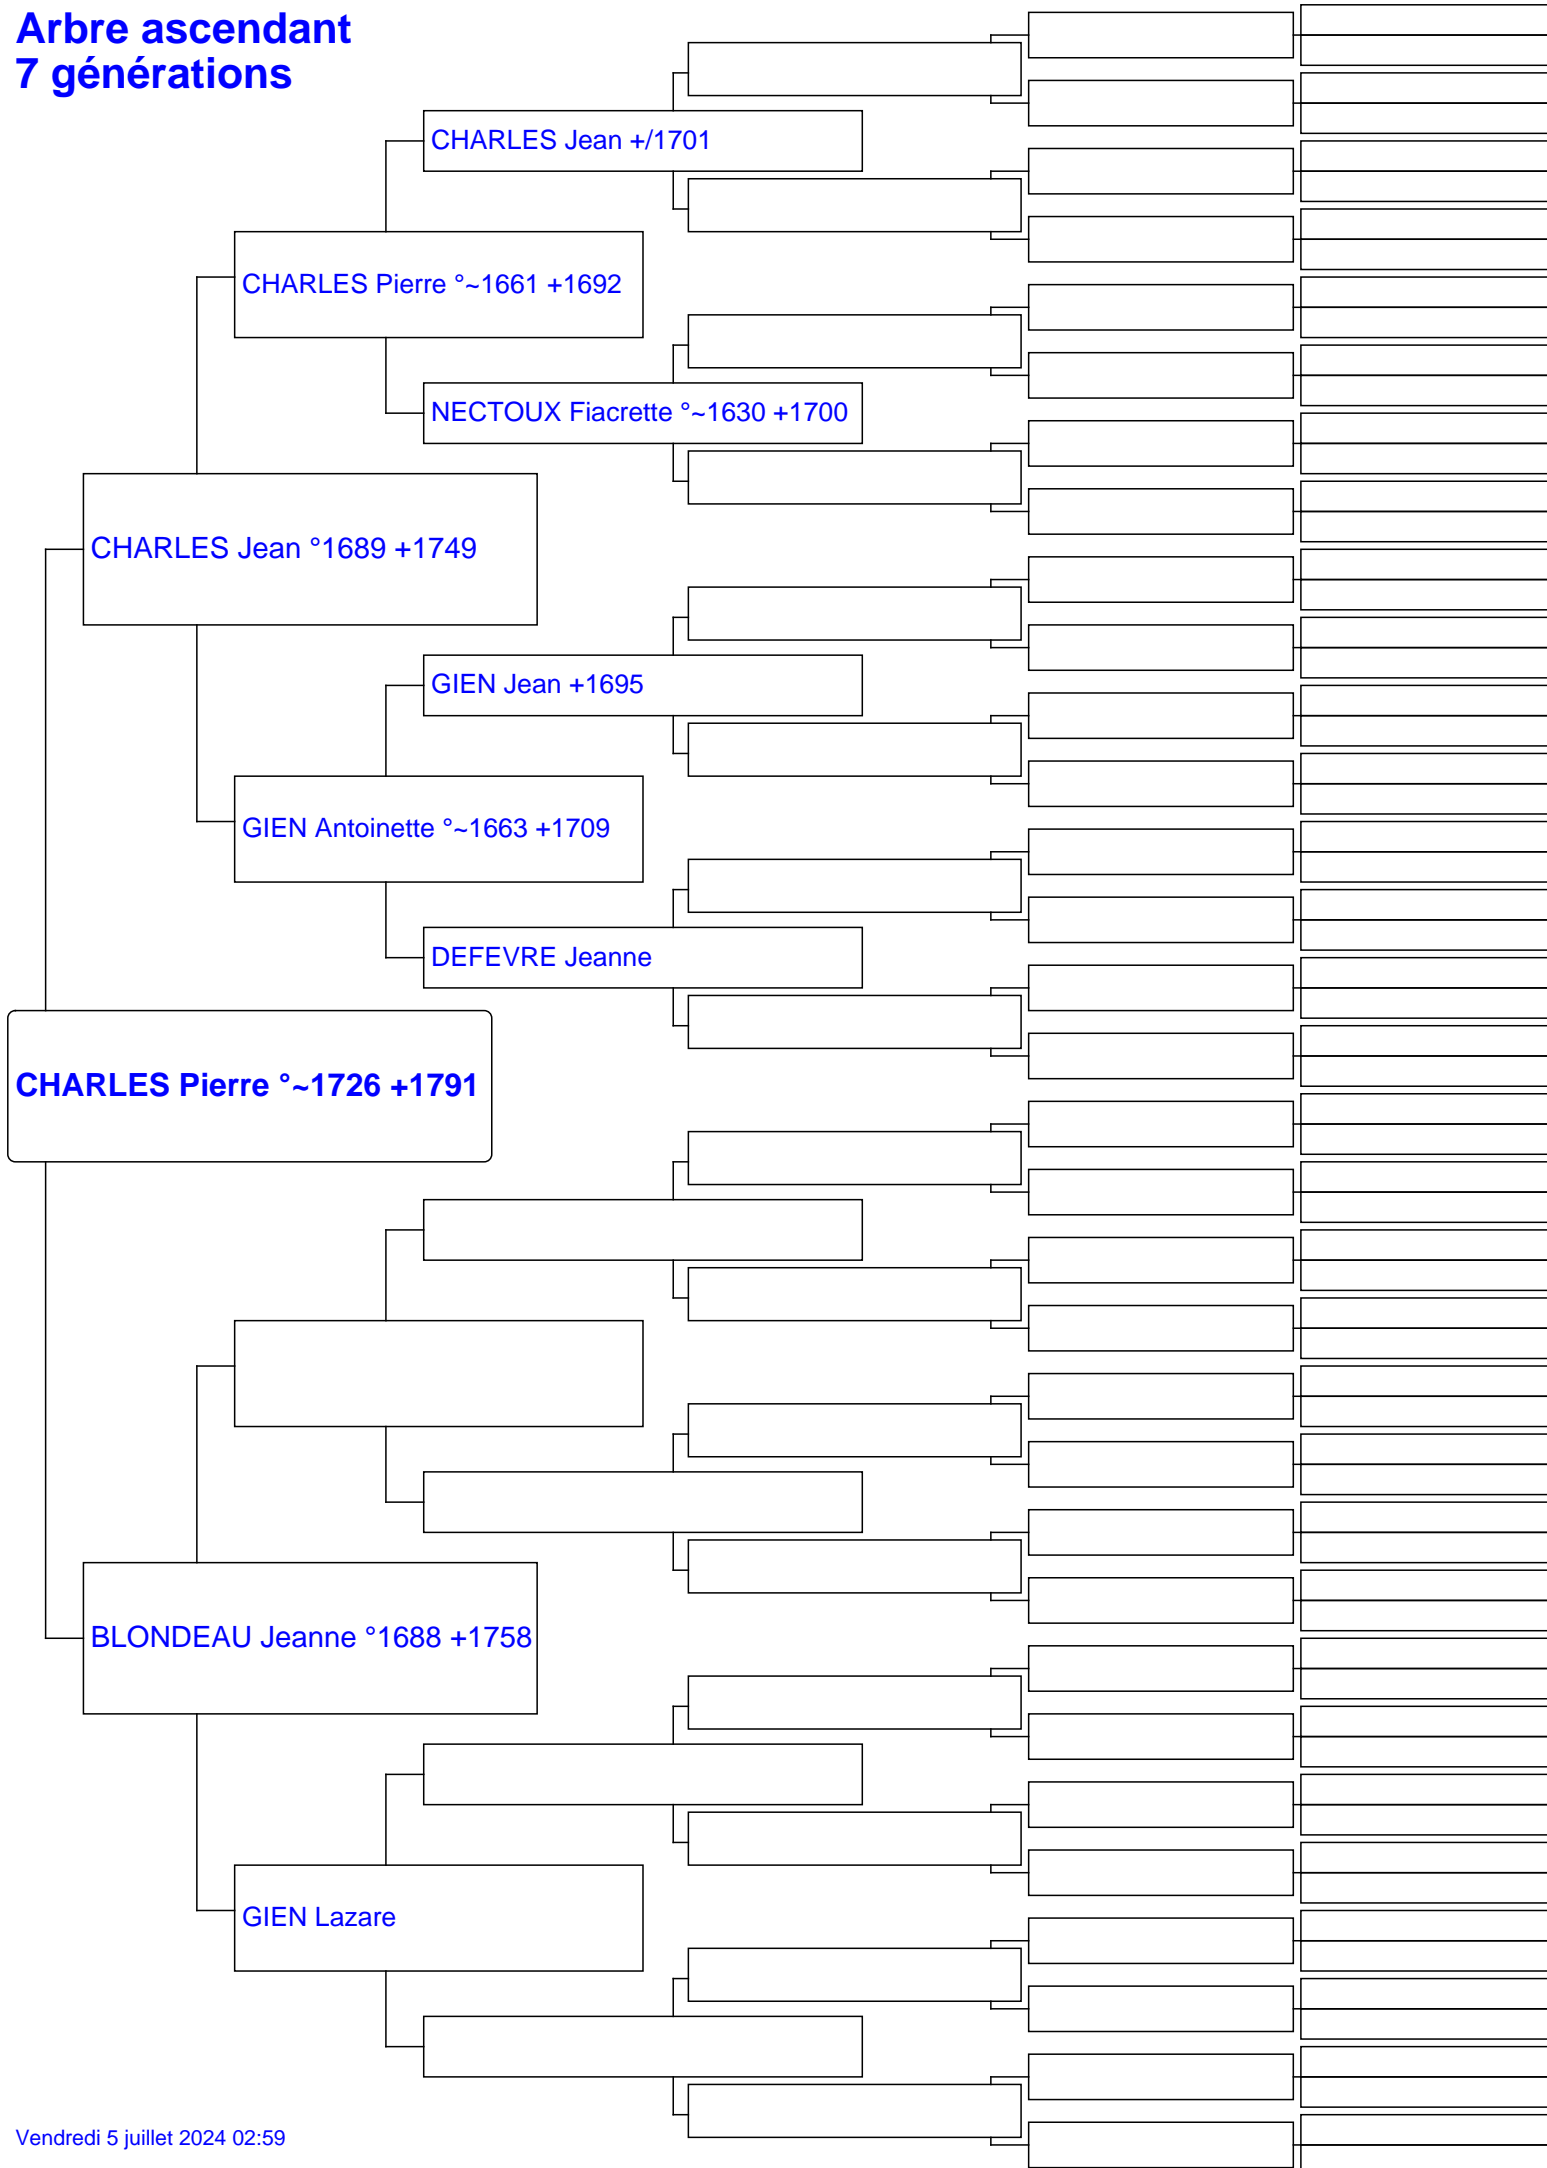 Arbre ascendant
7 générations
CHARLES Jean +/1701
CHARLES Pierre °~1661 +1692
NECTOUX Fiacrette °~1630 +1700
CHARLES Jean °1689 +1749
GIEN Jean +1695
GIEN Antoinette °~1663 +1709
DEFEVRE Jeanne
CHARLES Pierre °~1726 +1791
BLONDEAU Jeanne °1688 +1758
GIEN Lazare
Vendredi 5 juillet 2024 02:59